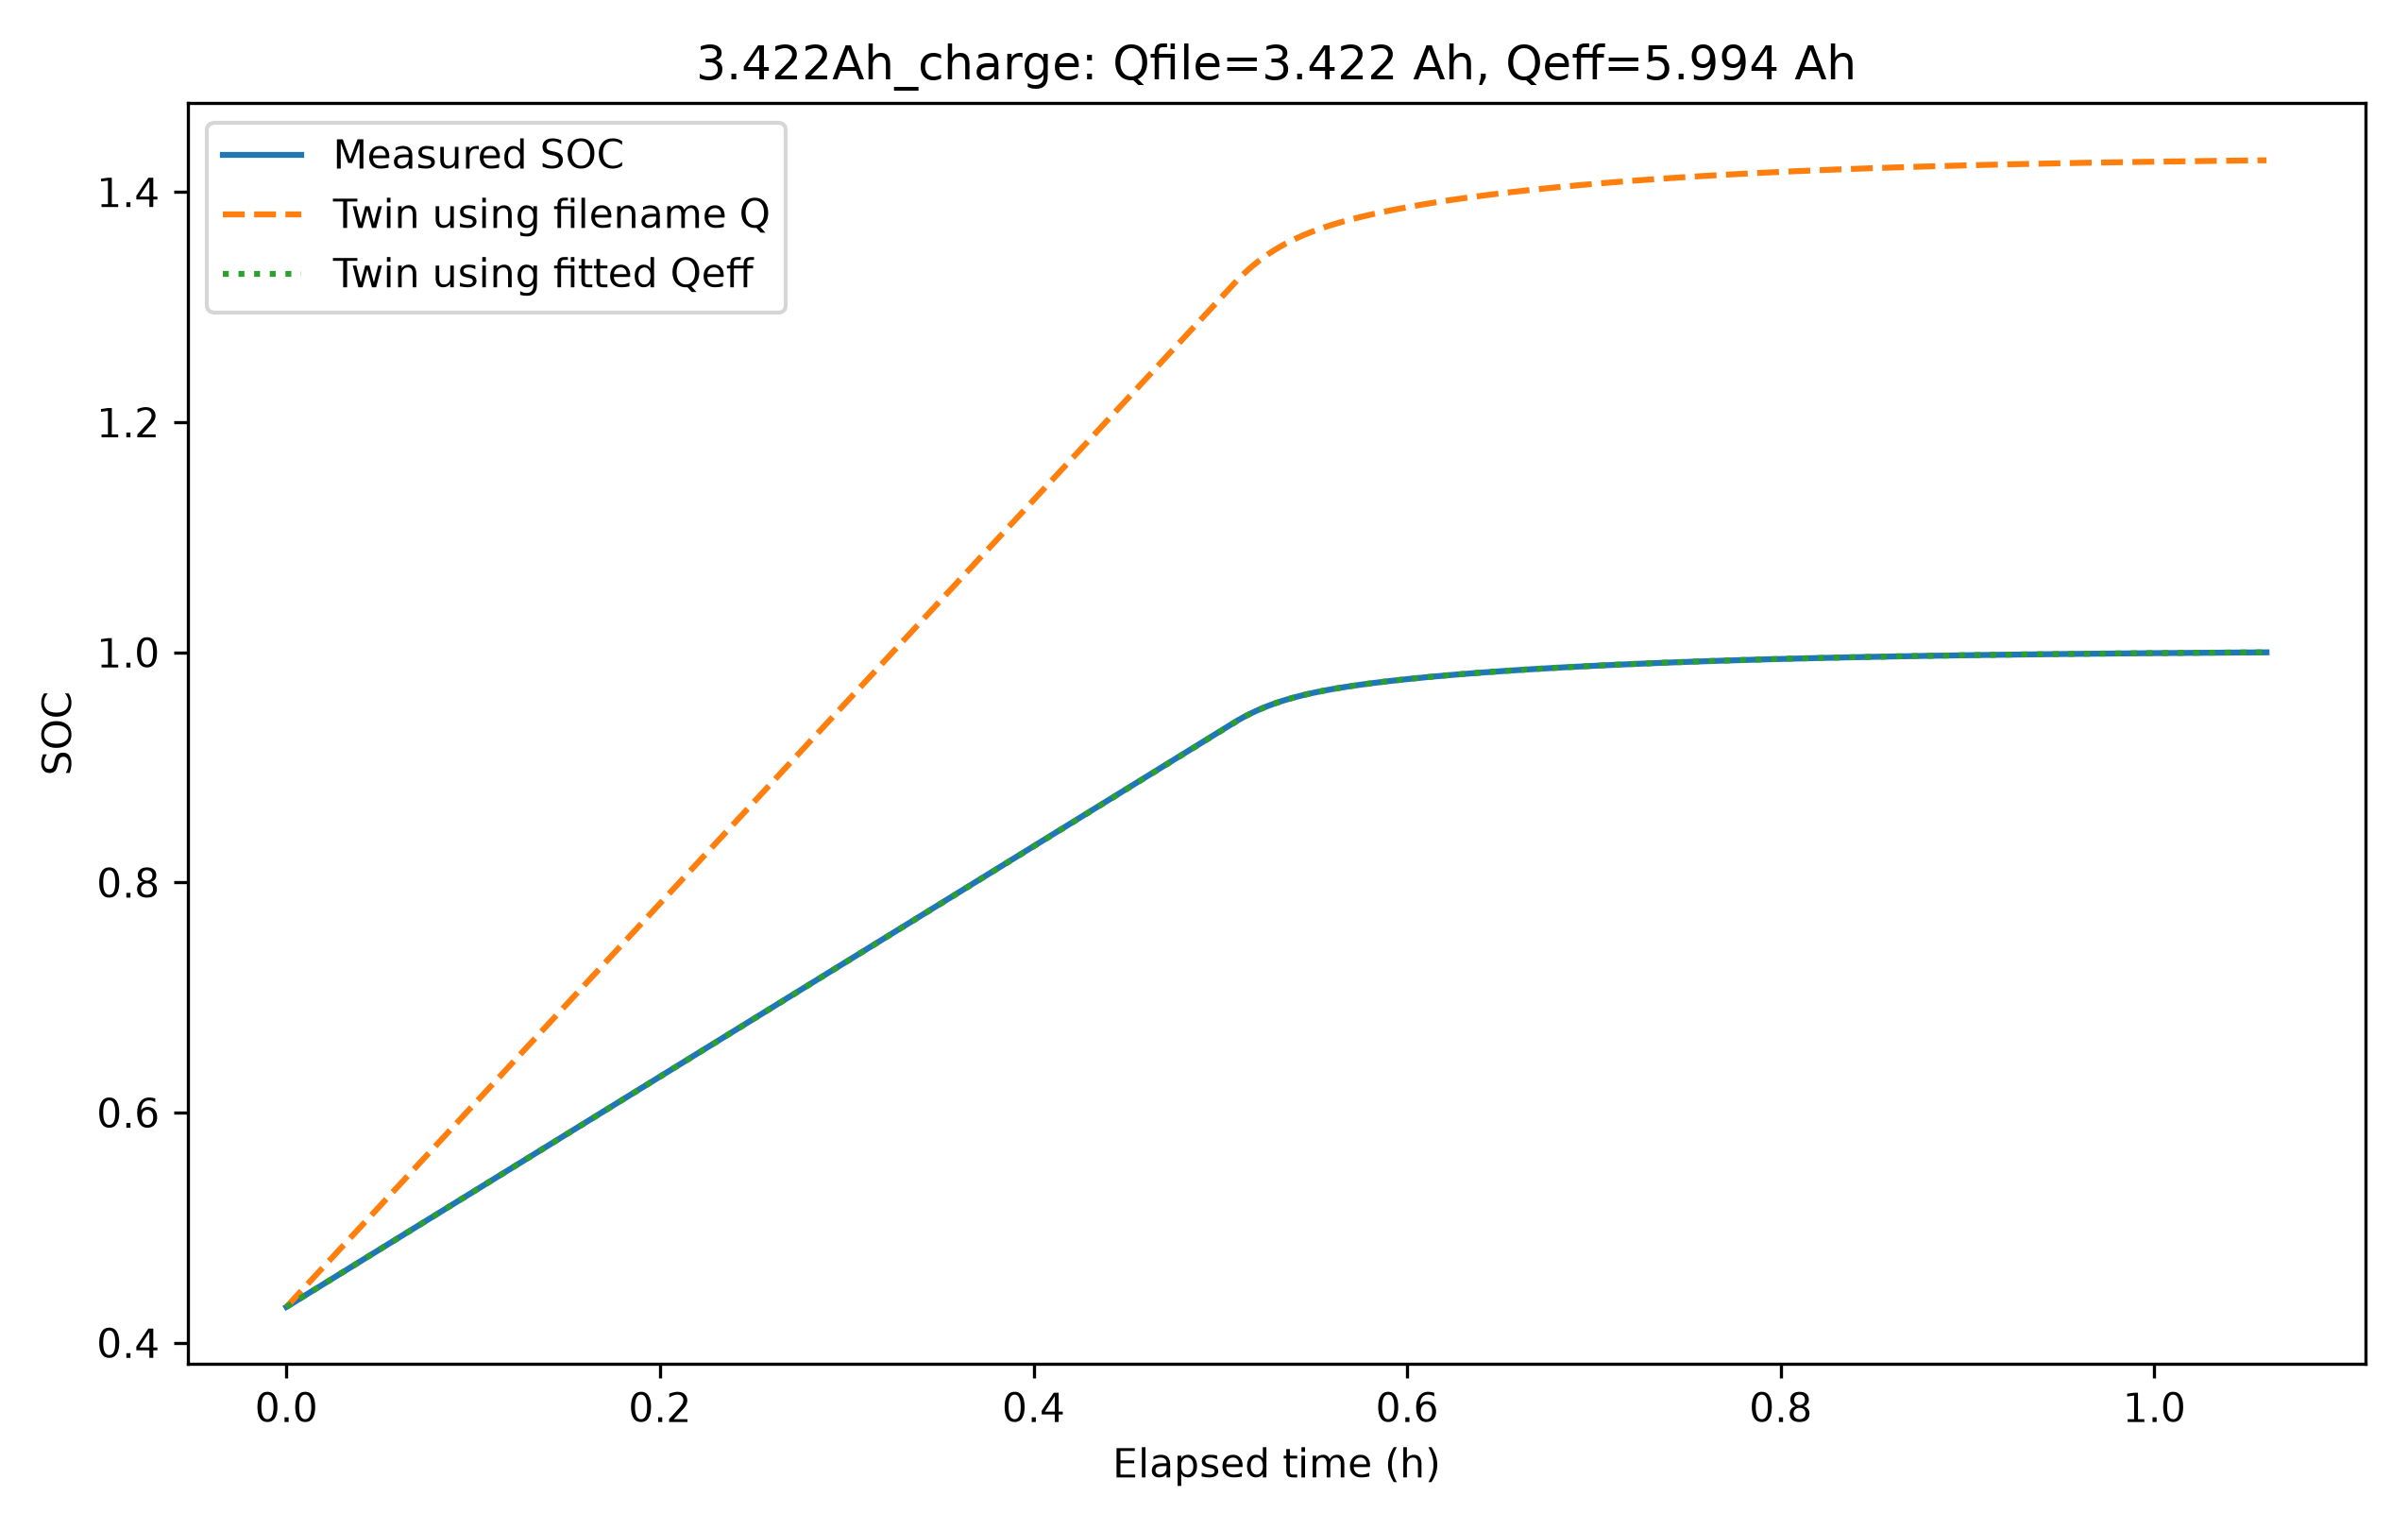 3.422Ah_charge: Qfile=3.422 Ah, Qeff=5.994 Ah
Measured SOC
Twin using filename Q
Twin using fitted Qeff
1.4
1.2
1.0
0.8
0.6
0.4
SOC
0.0 0.2 0.4 0.6 0.8 1.0
Elapsed time (h)